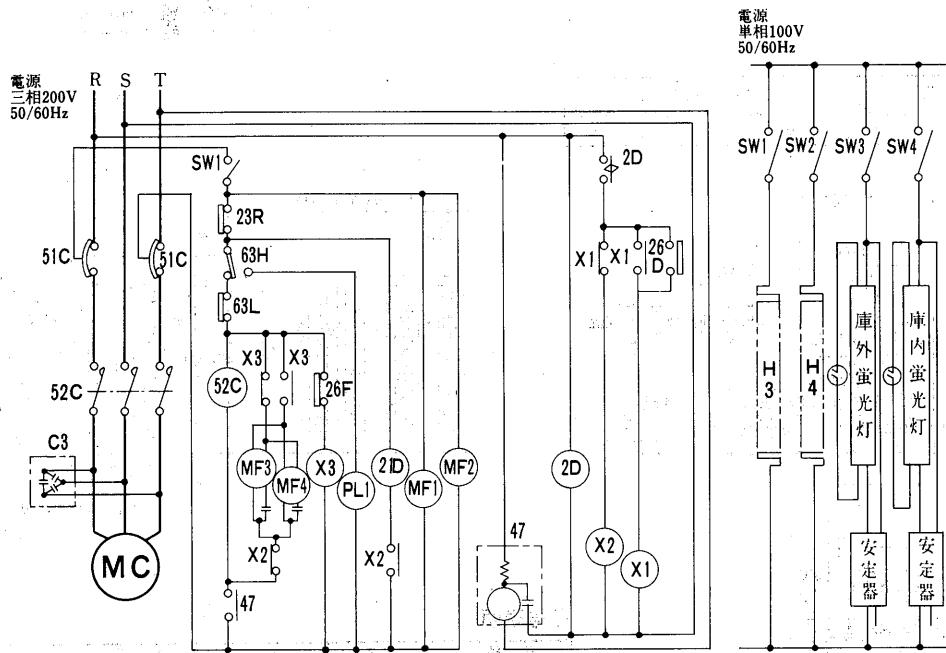 電源
三相200V
50/60Hz
R S T
51C
51C
52C
C3
MC
SW1
23R
63H
63L
52C
X3
X3
26F
MF3
MF4
X3
PL1
21D
MF1
MF2
X2
X2
47
47
2D
2D
X1
X1
26
D
X2
X1
電源
単相100V
50/60Hz
SW1
SW2
SW3
SW4
H
3
H
4
庫外蛍光灯
庫内蛍光灯
安定器
安定器